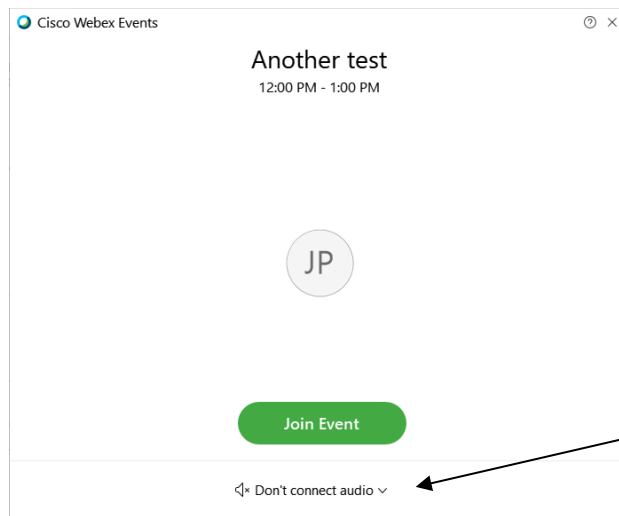 Cisco Webex Events
Another test
12:00 PM - 1:00 PM
JP
Join Event
Don't connect audio